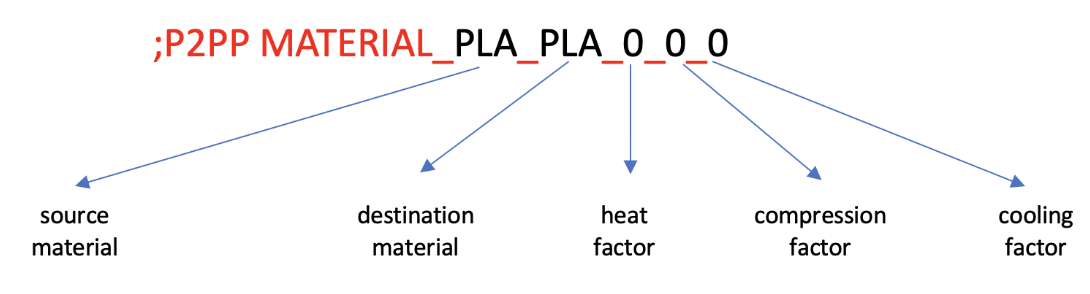 ;P2PP MATERIAL_PLA_PLA_0_0_0
source
material
destination
material
heat
factor
compression
factor
cooling
factor